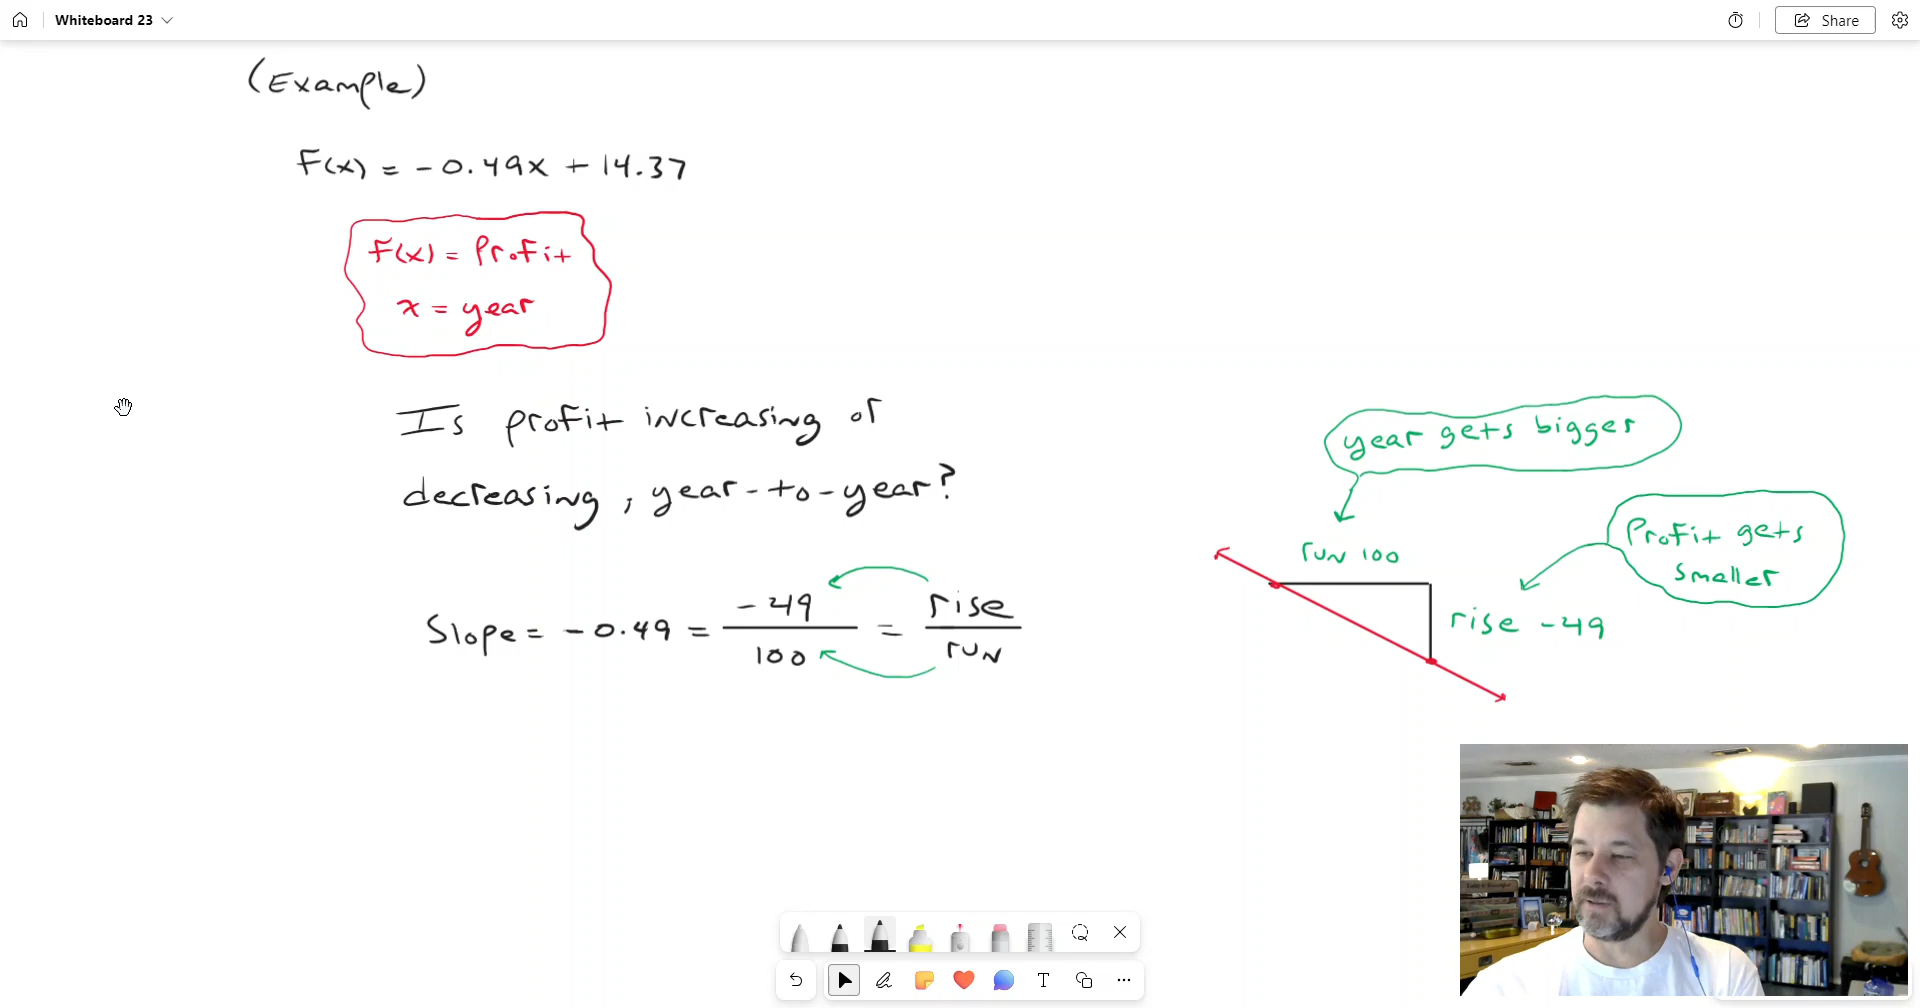 Whiteboard 23
Share
(Example)
F(x) = -0.49x + 14.37
F(x) = Profit
x = year
Is profit increasing or
decreasing, year-to-year?
Slope = -0.49 = -49/100 = rise/run
year gets bigger
Profit gets
smaller
run 100
rise -49
T